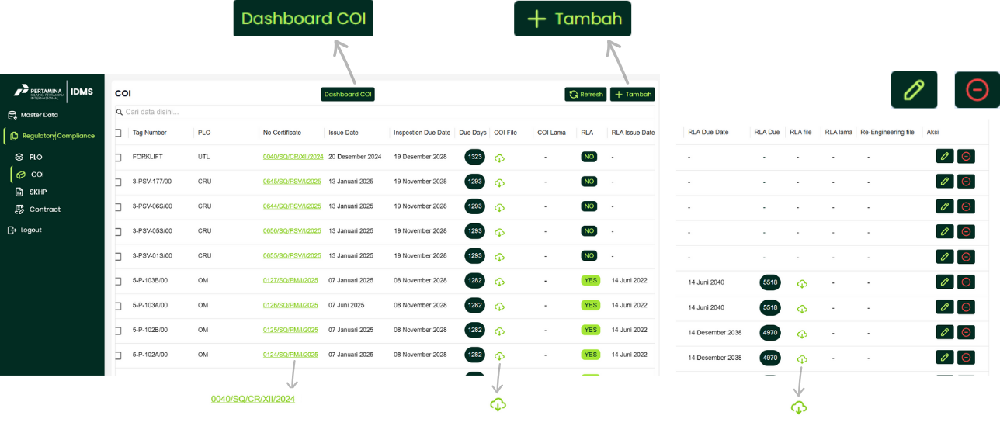 Dashboard COI
+ Tambah
PERTAMINA
KILANG PERTAMINA
INTERNASIONAL
IDMS
Master Data
Regulatory Compliance
PLO
COI
SKHP
Contract
Logout
COI
Dashboard COI
Refresh
+ Tambah
Cari data disini...
Tag Number PLO No Certificate Issue Date Inspection Due Date Due Days COI File COI Lama RLA RLA Issue Date RLA Due Date RLA Due RLA file RLA lama Re-Engineering file Aksi
FORKLIFT UTL 0040/SQ/CR/XII/2024 20 Desember 2024 19 Desember 2028 1323 - NO - - - - -
3-PSV-177/00 CRU 0645/SQ/PSV/I/2025 13 Januari 2025 19 November 2028 1293 - NO - - - - - -
3-PSV-06S/00 CRU 0644/SQ/PSV/I/2025 13 Januari 2025 19 November 2028 1293 - NO - - - - - -
3-PSV-05S/00 CRU 0656/SQ/PSV/I/2025 13 Januari 2025 19 November 2028 1293 - NO - - - - - -
3-PSV-01S/00 CRU 0655/SQ/PSV/I/2025 13 Januari 2025 19 November 2028 1293 - NO - - - - - -
5-P-103B/00 OM 0127/SQ/PM/I/2025 07 Januari 2025 08 November 2028 1282 - YES 14 Juni 2022 14 Juni 2040 5518 - -
5-P-103A/00 OM 0126/SQ/PM/I/2025 07 Juni 2025 08 November 2028 1282 - YES 14 Juni 2022 14 Juni 2040 5518 - -
5-P-102B/00 OM 0125/SQ/PM/I/2025 07 Januari 2025 08 November 2028 1282 - YES 14 Juni 2022 14 Desember 2038 4970 - -
5-P-102A/00 OM 0124/SQ/PM/I/2025 07 Januari 2025 08 November 2028 1282 - YES 14 Juni 2022 14 Desember 2038 4970 - -
0040/SQ/CR/XII/2024